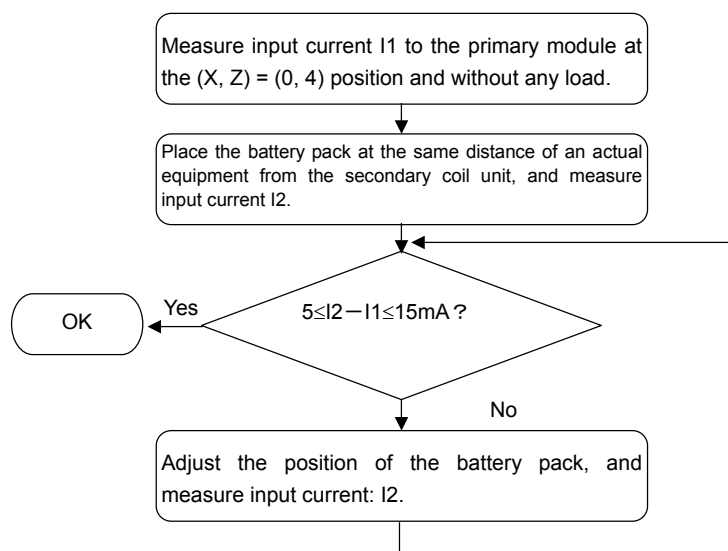 Measure input current I1 to the primary module at
the (X, Z) = (0, 4) position and without any load.
Place the battery pack at the same distance of an actual
equipment from the secondary coil unit, and measure
input current I2.
5≤I2－I1≤15mA？
Yes
OK
No
Adjust the position of the battery pack, and
measure input current: I2.